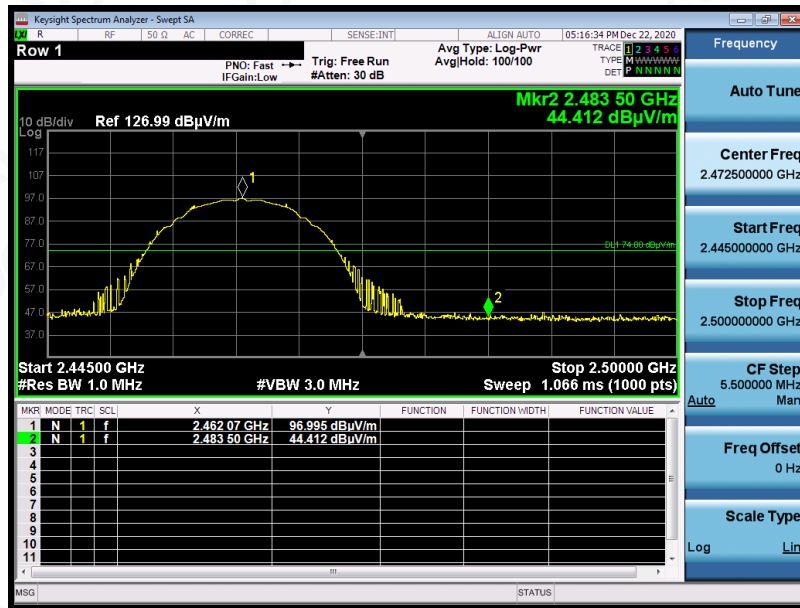 Keysight Spectrum Analyzer - Swept SA
R RF 50 Ω AC CORREC SENSE:INT ALIGN AUTO 05:16:34 PM Dec 22, 2020
Row 1
PNO: Fast
IFGain:Low
Trig: Free Run
#Atten: 30 dB
Avg Type: Log-Pwr
Avg|Hold: 100/100
TRACE 1 2 3 4 5 6
TYPE M WWWWW
DET P N N N N N
Mkr2 2.483 50 GHz
44.412 dBµV/m
10 dB/div Ref 126.99 dBµV/m
Log
117
107
97.0
87.0
77.0
67.0
57.0
47.0
37.0
DL1 74.00 dBµV/m
1
2
Start 2.44500 GHz Stop 2.50000 GHz
#Res BW 1.0 MHz #VBW 3.0 MHz Sweep 1.066 ms (1000 pts)
MKR MODE TRC SCL X Y FUNCTION FUNCTION WIDTH FUNCTION VALUE
1 N 1 f 2.462 07 GHz 96.995 dBµV/m
2 N 1 f 2.483 50 GHz 44.412 dBµV/m
3
4
5
6
7
8
9
10
11
MSG STATUS
Frequency
Auto Tune
Center Freq
2.472500000 GHz
Start Freq
2.445000000 GHz
Stop Freq
2.500000000 GHz
CF Step
5.500000 MHz
Auto Man
Freq Offset
0 Hz
Scale Type
Log Lin